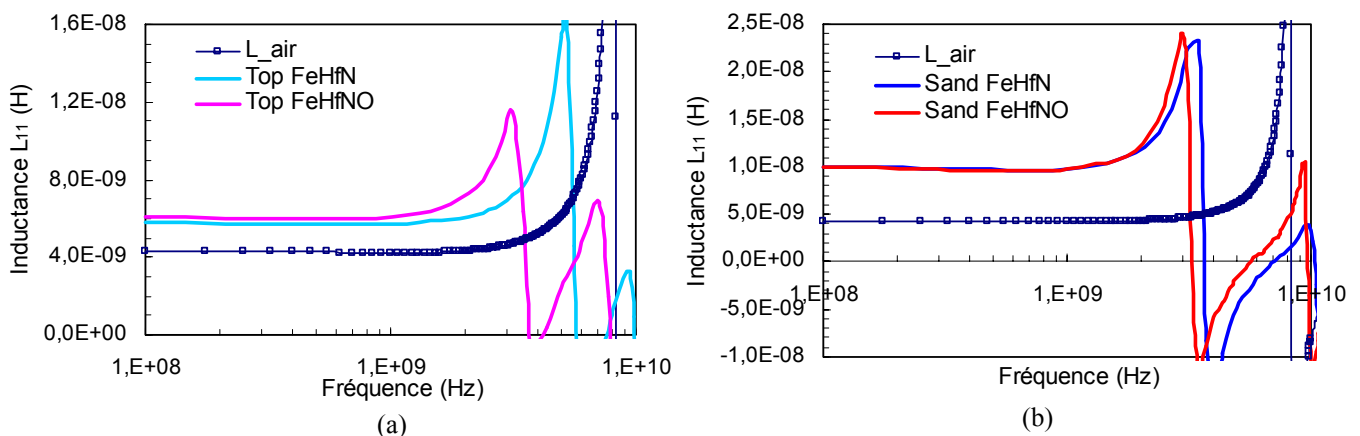 1,6E-08
1,2E-08
8,0E-09
4,0E-09
0,0E+00
Inductance L11 (H)
L_air
Top FeHfN
Top FeHfNO
1,E+08
1,E+09
1,E+10
Fréquence (Hz)
(a)
2,5E-08
2,0E-08
1,5E-08
1,0E-08
5,0E-09
0,0E+00
-5,0E-09
-1,0E-08
Inductance L11 (H)
L_air
Sand FeHfN
Sand FeHfNO
1,E+08
1,E+09
1,E+10
Fréquence (Hz)
(b)